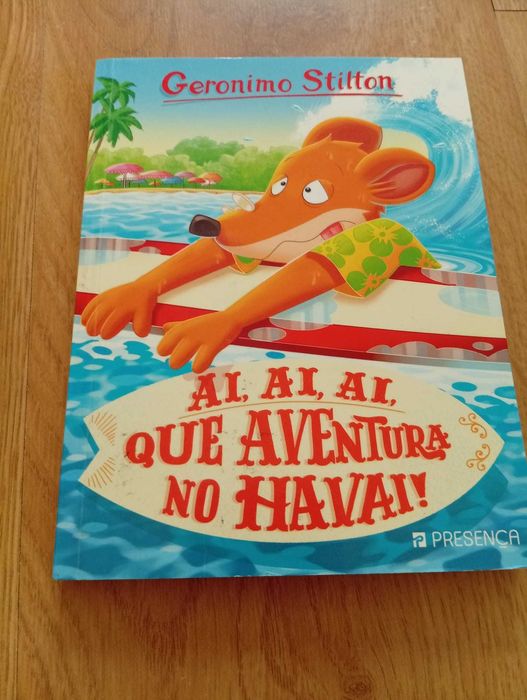 Geronimo Stilton
AI, AI, AI,
QUE AVENTURA
NO HAVAI!
PRESENÇA